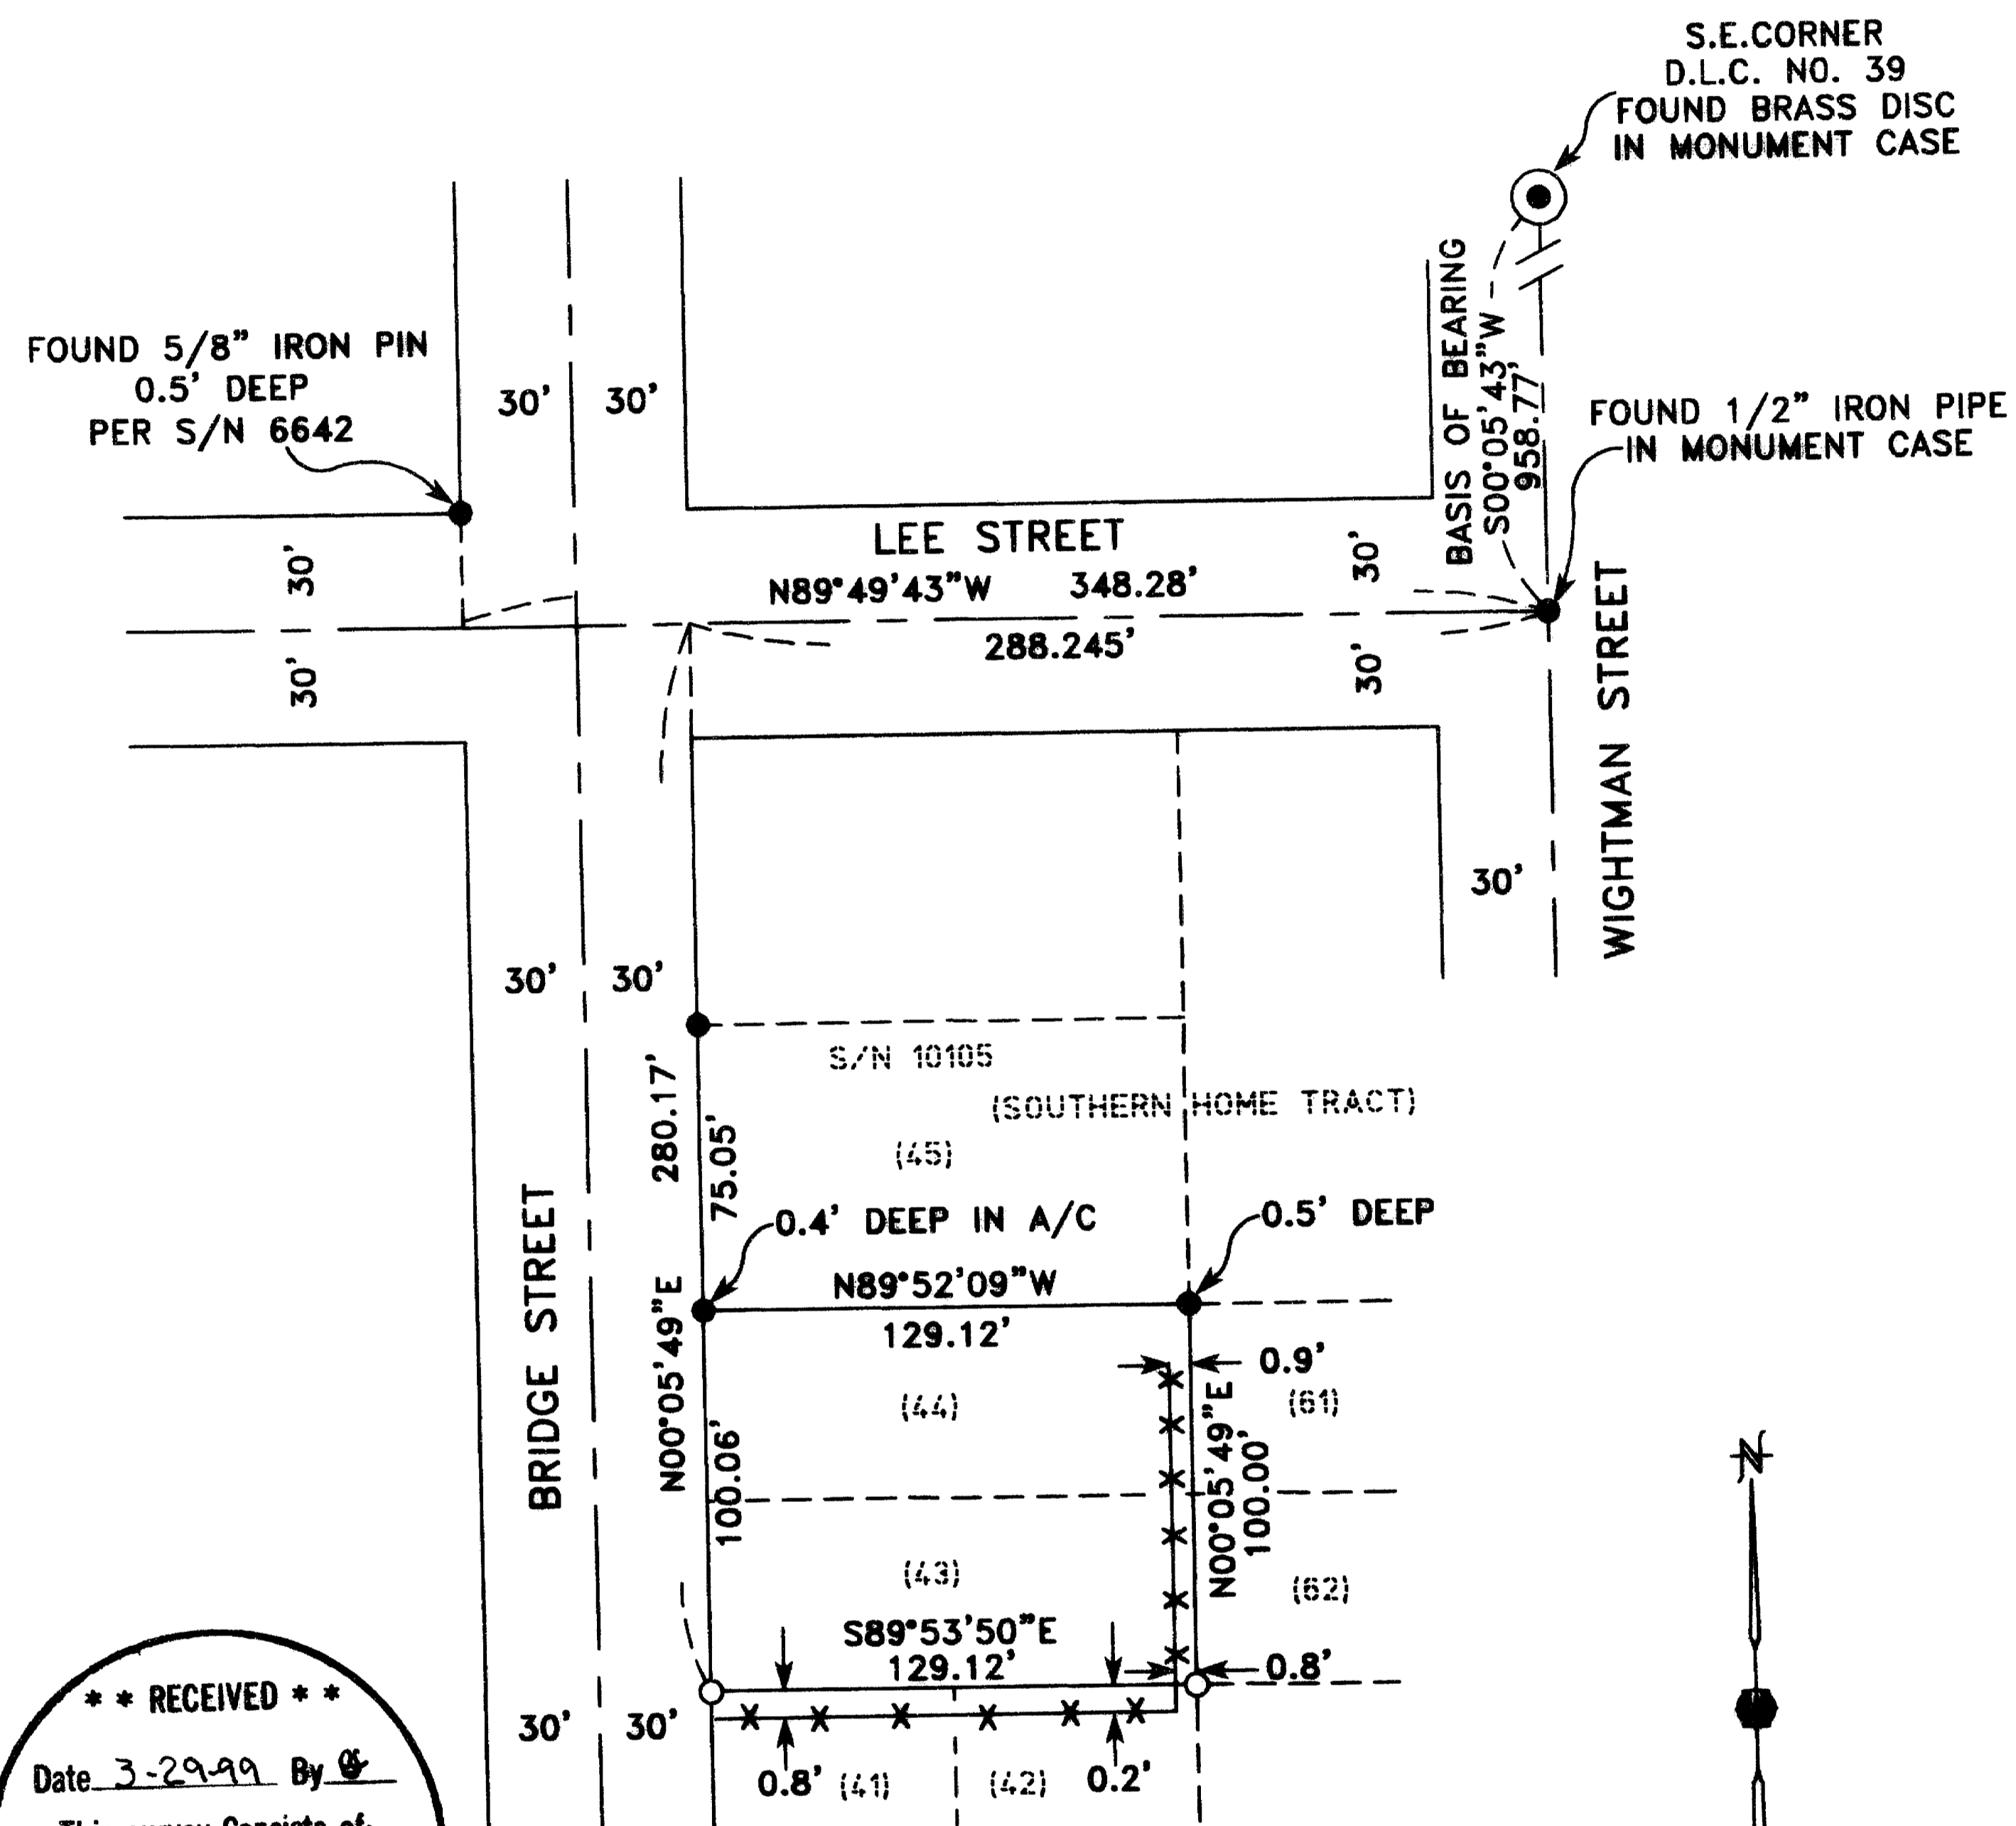 S.E.CORNER
D.L.C. NO. 39
FOUND BRASS DISC
IN MONUMENT CASE
FOUND 5/8" IRON PIN
0.5' DEEP
PER S/N 6642
30'
30'
BASIS OF BEARING
S00°05'43"W
958.77'
FOUND 1/2" IRON PIPE
IN MONUMENT CASE
LEE STREET
N89°49'43"W 348.28'
288.245'
30'
30'
30'
30'
WIGHTMAN STREET
30'
30'
30'
S/N 10105
(SOUTHERN HOME TRACT)
(45)
280.17'
75.05'
BRIDGE STREET
N00°05'49"E
0.4' DEEP IN A/C
0.5' DEEP
N89°52'09"W
129.12'
0.9'
(44)
(61)
100.06'
N00°05'49"E
100.00'
(43)
(62)
S89°53'50"E
129.12'
0.8'
30'
30'
0.8'
(41)
(42)
0.2'
N
* * RECEIVED * *
Date 3-29-99 By
This survey Consists of: